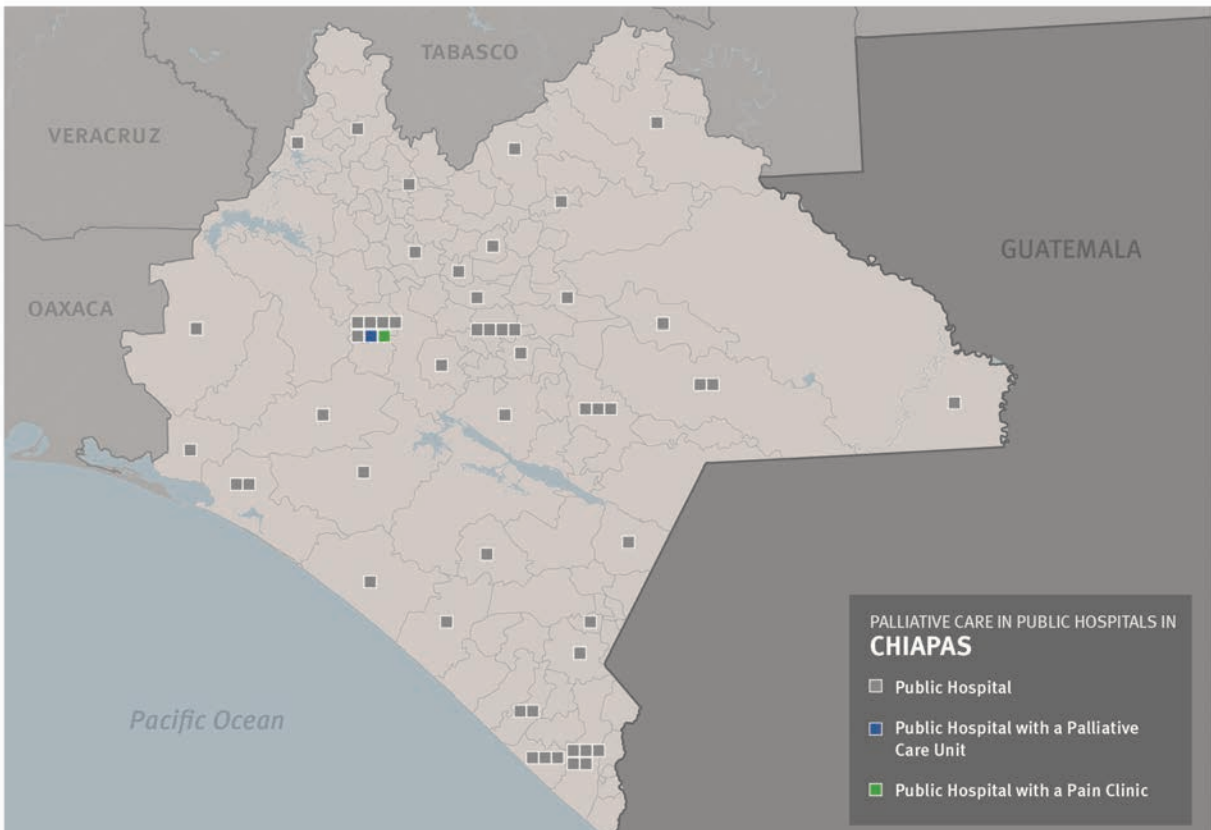 TABASCO
VERACRUZ
GUATEMALA
OAXACA
Pacific Ocean
PALLIATIVE CARE IN PUBLIC HOSPITALS IN
CHIAPAS
Public Hospital
Public Hospital with a Palliative
Care Unit
Public Hospital with a Pain Clinic